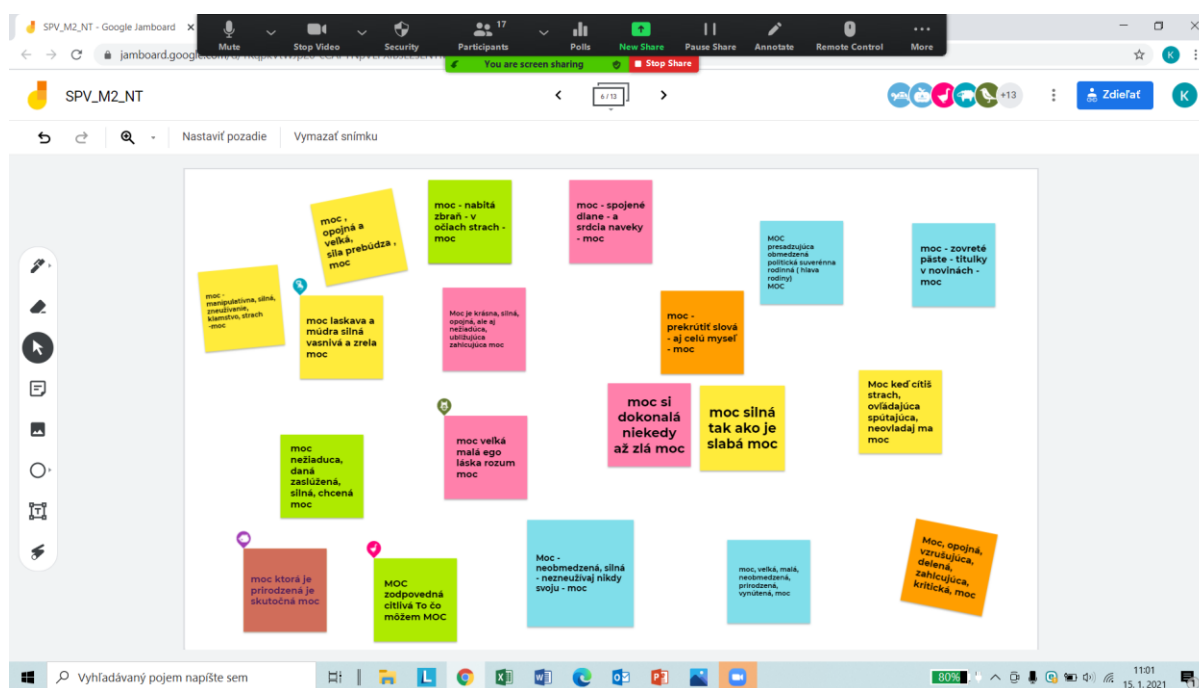 SPV_M2_NT - Google Jamboard
Mute
Stop Video
Security
17
Participants
Polls
New Share
Pause Share
Annotate
Remote Control
More
jamboard.google
You are screen sharing
Stop Share
K
SPV_M2_NT
6 / 13
+13
Zdieľať
K
Nastaviť pozadie
Vymazať snímku
moc ,
opojná a
veľká,
sila prebúdza ,
moc
moc - nabitá
zbraň - v
očiach strach -
moc
moc - spojené
dlane - a
srdcia naveky
- moc
MOC
presadzujúca
obmedzená
politická suverénna
rodinná ( hlava
rodiny)
MOC
moc - zovreté
päste - titulky
v novinách -
moc
moc -
manipulatívna, silná,
zneužívanie,
klamstvo, strach
-moc
moc laskava a
múdra silná
vasnivá a zrela
moc
Moc je krásna, silná,
opojná, ale aj
nežiadúca,
ubližujúca
zahlcujúca moc
moc -
prekrútiť slová
- aj celú myseľ
- moc
moc si
dokonalá
niekedy
až zlá moc
moc silná
tak ako je
slabá moc
Moc keď cítiš
strach,
ovládajúca
spútajúca,
neovladaj ma
moc
moc
nežiaduca,
daná
zaslúžená,
silná, chcená
moc
moc veľká
malá ego
láska rozum
moc
moc ktorá je
prirodzená je
skutočná moc
MOC
zodpovedná
citlivá To čo
môžem MOC
Moc -
neobmedzená, silná
- nezneužívaj nikdy
svoju - moc
moc, velká, malá,
neobmedzená,
prirodzená,
vynútená, moc
Moc, opojná,
vzrušujúca,
delená,
zahlcujúca,
kritická, moc
Vyhľadávaný pojem napíšte sem
80%
11:01
15. 1. 2021